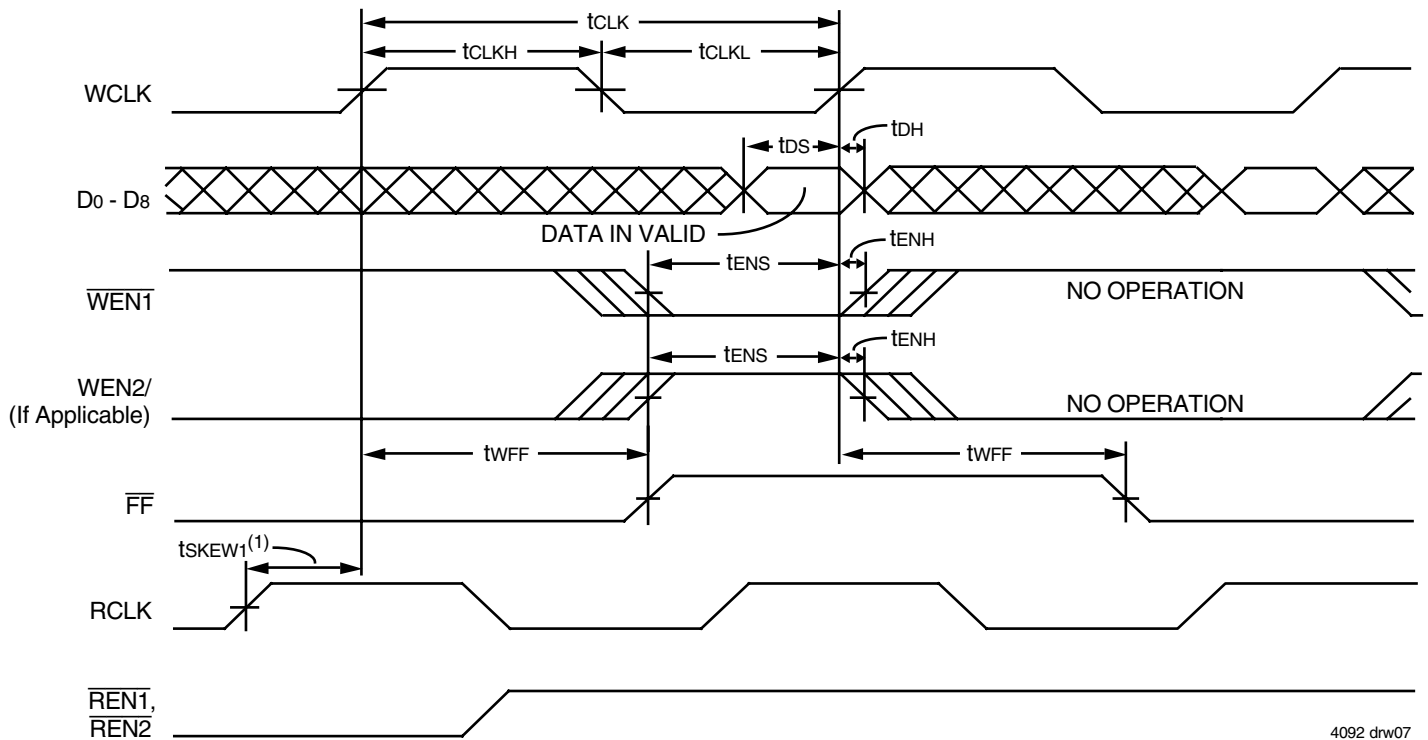 tCLK
tCLKH
tCLKL
WCLK
tDS
tDH
D0 - D8
DATA IN VALID
tENS
tENH
WEN1
NO OPERATION
tENS
tENH
WEN2/
(If Applicable)
NO OPERATION
tWFF
tWFF
FF
tSKEW1(1)
RCLK
REN1,
REN2
4092 drw07